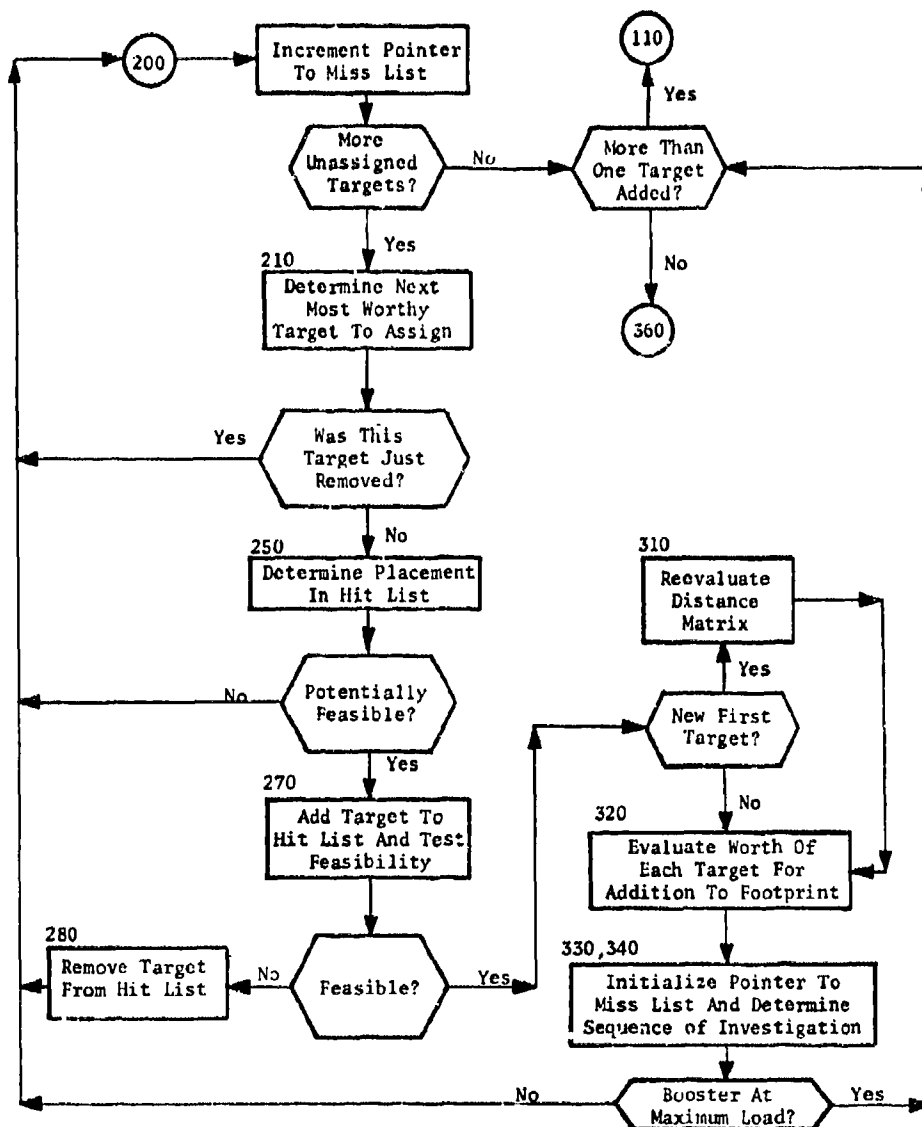 200
Increment Pointer
To Miss List
110
Yes
More
Unassigned
Targets?
No
More Than
One Target
Added?
Yes
No
210
Determine Next
Most Worthy
Target To Assign
360
Yes
Was This
Target Just
Removed?
No
250
Determine Placement
In Hit List
310
Reevaluate
Distance
Matrix
Yes
No
Potentially
Feasible?
New First
Target?
Yes
No
270
Add Target To
Hit List And Test
Feasibility
320
Evaluate Worth Of
Each Target For
Addition To Footprint
280
Remove Target
From Hit List
No
Feasible?
Yes
330,340
Initialize Pointer To
Miss List And Determine
Sequence of Investigation
No
Booster At
Maximum Load?
Yes